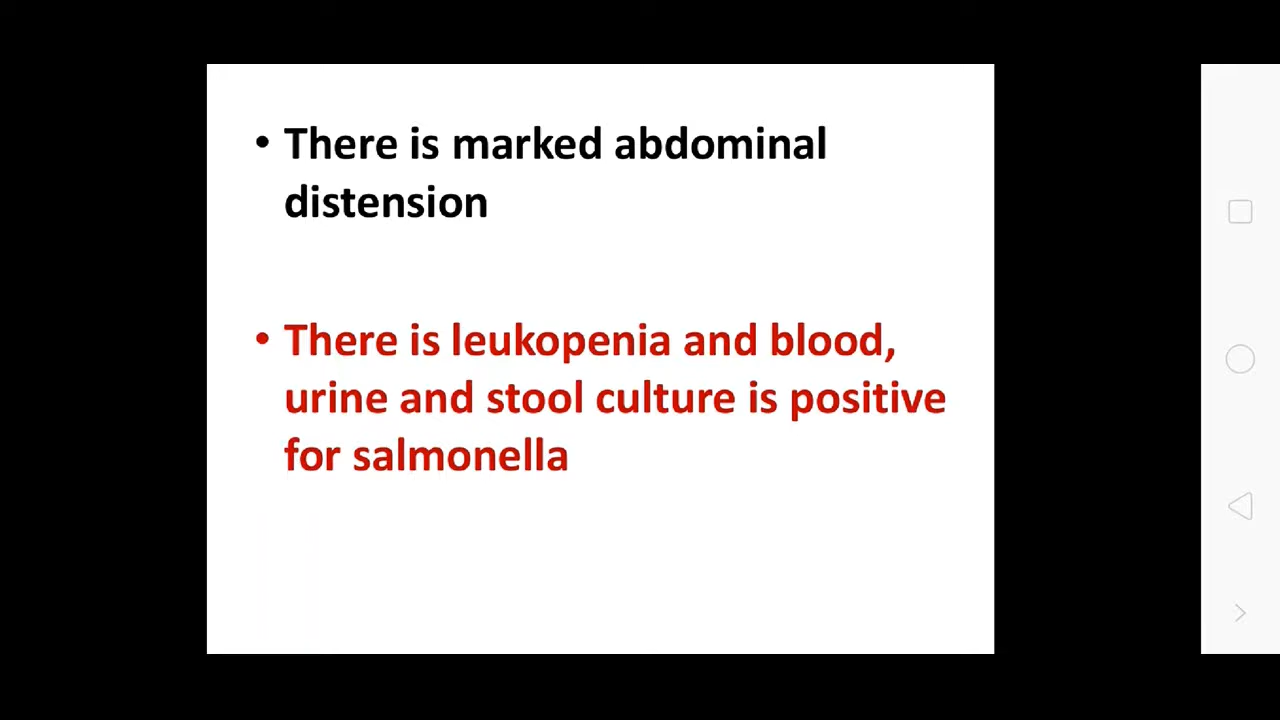 • There is marked abdominal
distension
• There is leukopenia and blood,
urine and stool culture is positive
for salmonella